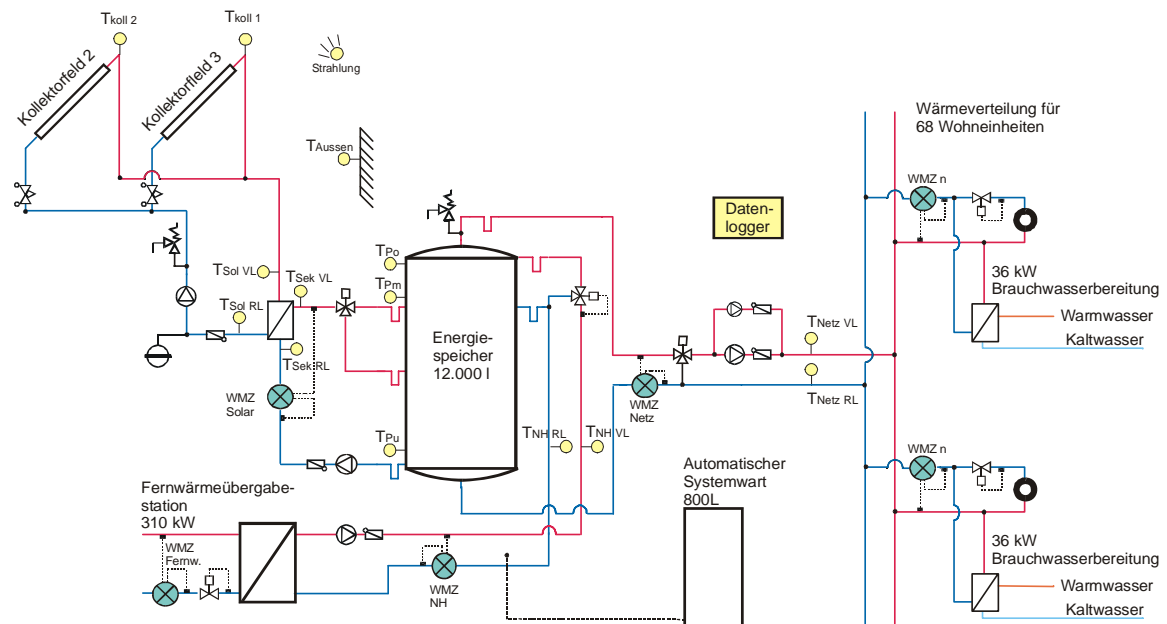 Tkoll 2
Tkoll 1
Kollektorfeld 2
Kollektorfleld 3
Strahlung
TAussen
Wärmeverteilung für
68 Wohneinheiten
WMZ n
Daten-
logger
TPo
TPm
TSol VL
TSek VL
TSol RL
TSek RL
36 kW
Brauchwasserbereitung
Warmwasser
Kaltwasser
Energie-
speicher
12.000 l
TNetz VL
TNetz RL
WMZ
Solar
WMZ
Netz
TPu
TNH RL
TNH VL
WMZ n
Fernwärmeübergabe-
station
310 kW
Automatischer
Systemwart
800L
WMZ
Fernw.
WMZ
NH
36 kW
Brauchwasserbereitung
Warmwasser
Kaltwasser